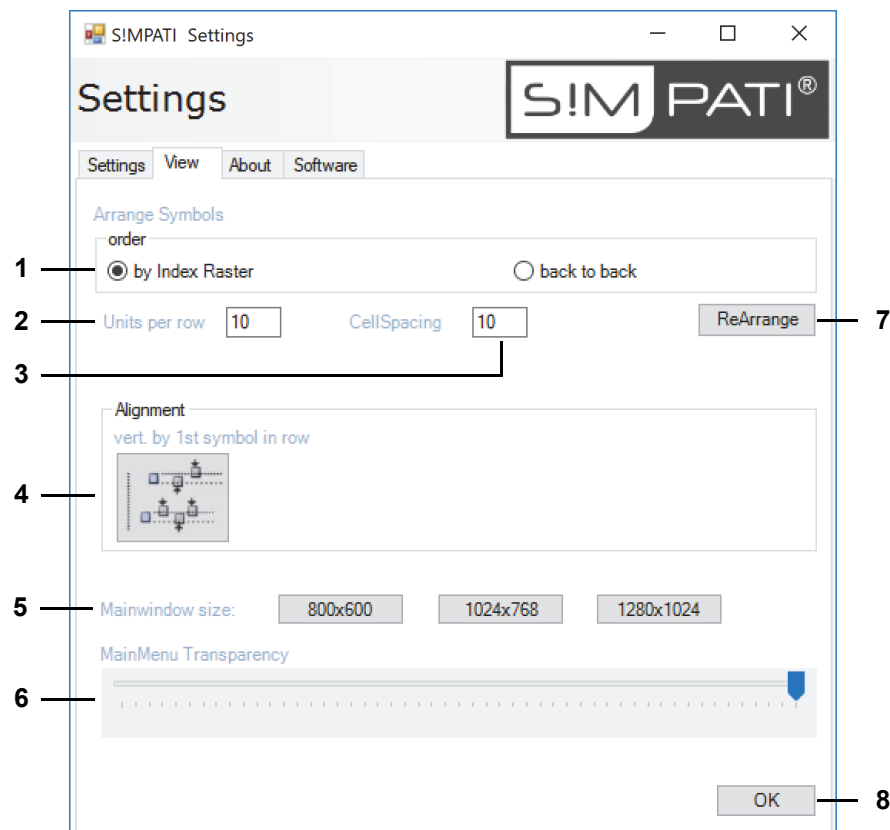 S!MPATI Settings
Settings
S!MPATI®
Settings View About Software
Arrange Symbols
order
1 by Index Raster back to back
2 Units per row 10 CellSpacing 10 ReArrange 7
3
Alignment
vert. by 1st symbol in row
4
5 Mainwindow size: 800x600 1024x768 1280x1024
MainMenu Transparency
6
OK 8